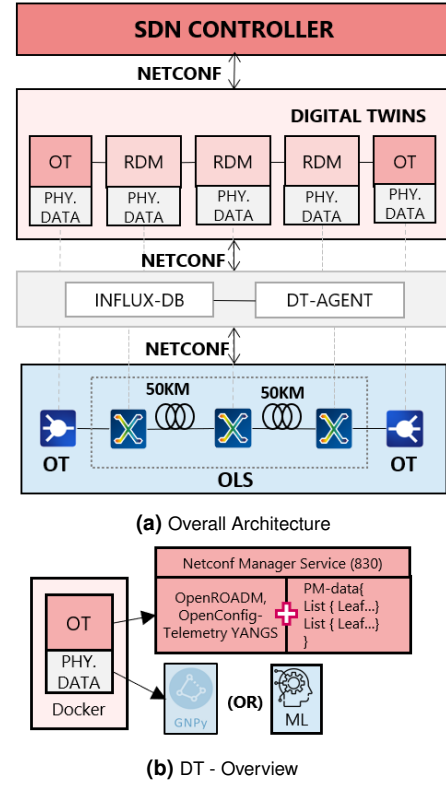 SDN CONTROLLER
NETCONF
DIGITAL TWINS
OT RDM RDM RDM OT
PHY. PHY. PHY. PHY. PHY.
DATA DATA DATA DATA DATA
NETCONF
INFLUX-DB DT-AGENT
NETCONF
50KM 50KM
OT OT
OLS
(a) Overall Architecture
Netconf Manager Service (830)
OpenROADM,
OpenConfig-
Telemetry YANGS
PM-data{
List { Leaf...}
List { Leaf...}
}
OT
PHY.
DATA
Docker
GNPy
(OR)
ML
(b) DT - Overview